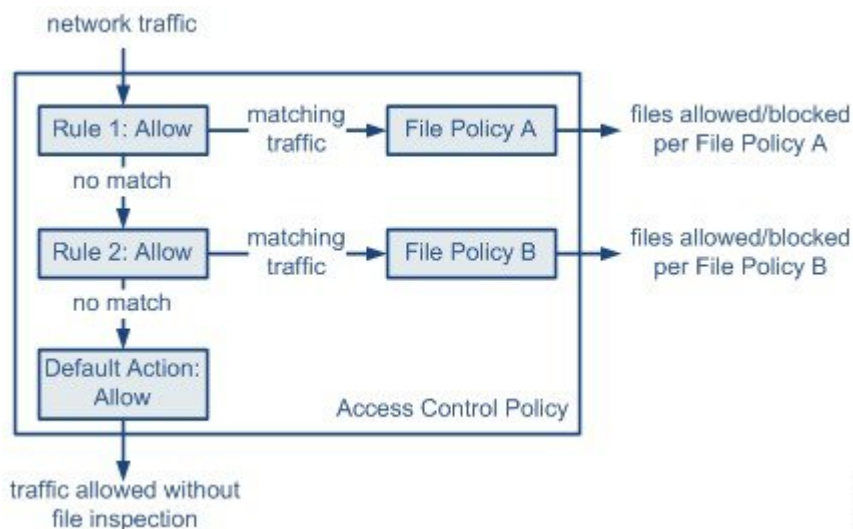 network traffic
Rule 1: Allow
matching
traffic
File Policy A
files allowed/blocked
per File Policy A
no match
Rule 2: Allow
matching
traffic
File Policy B
files allowed/blocked
per File Policy B
no match
Default Action:
Allow
Access Control Policy
traffic allowed without
file inspection